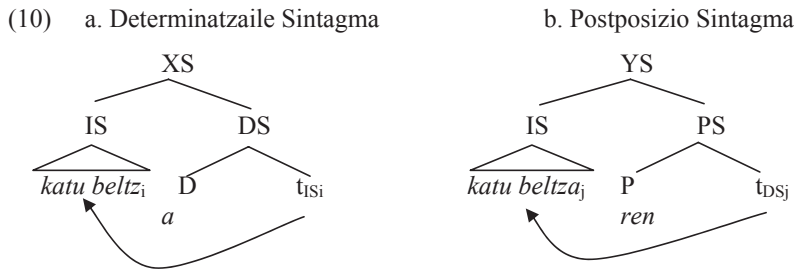 (10) a. Determinatzaile Sintagma b. Postposizio Sintagma
XS YS
IS DS IS PS
katu beltzi D tISi katu beltzaj P tDSj
a ren